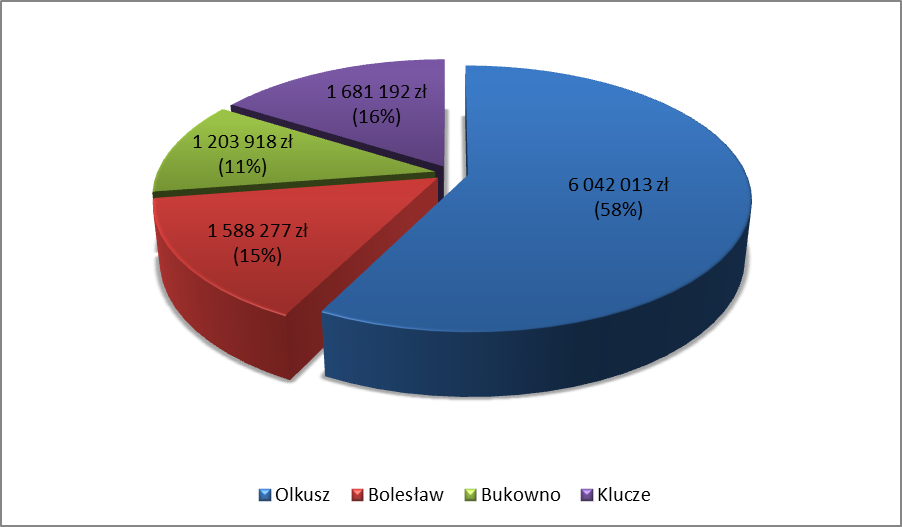 1 681 192 zł
(16%)
1 203 918 zł
(11%)
6 042 013 zł
(58%)
1 588 277 zł
(15%)
Olkusz Bolesław Bukowno Klucze